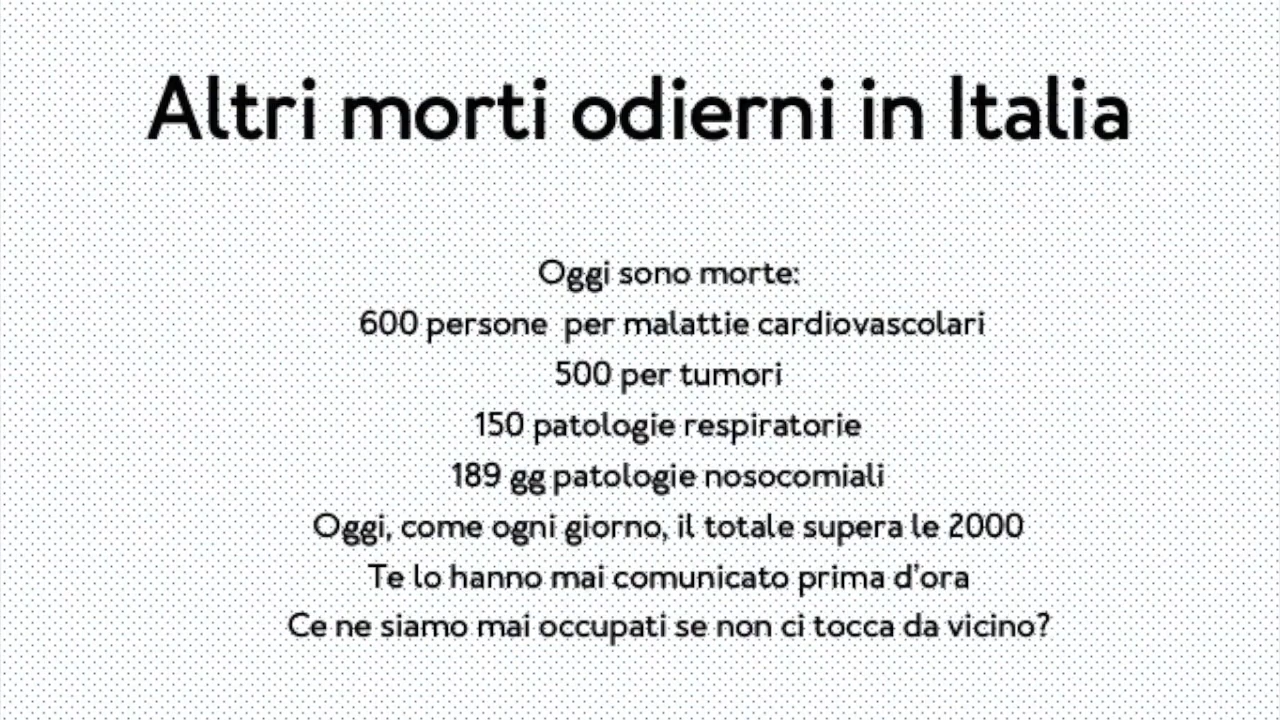 Altri morti odierni in Italia
Oggi sono morte:
600 persone  per malattie cardiovascolari
500 per tumori
150 patologie respiratorie
189 gg patologie nosocomiali
Oggi, come ogni giorno, il totale supera le 2000
Te lo hanno mai comunicato prima d'ora
Ce ne siamo mai occupati se non ci tocca da vicino?